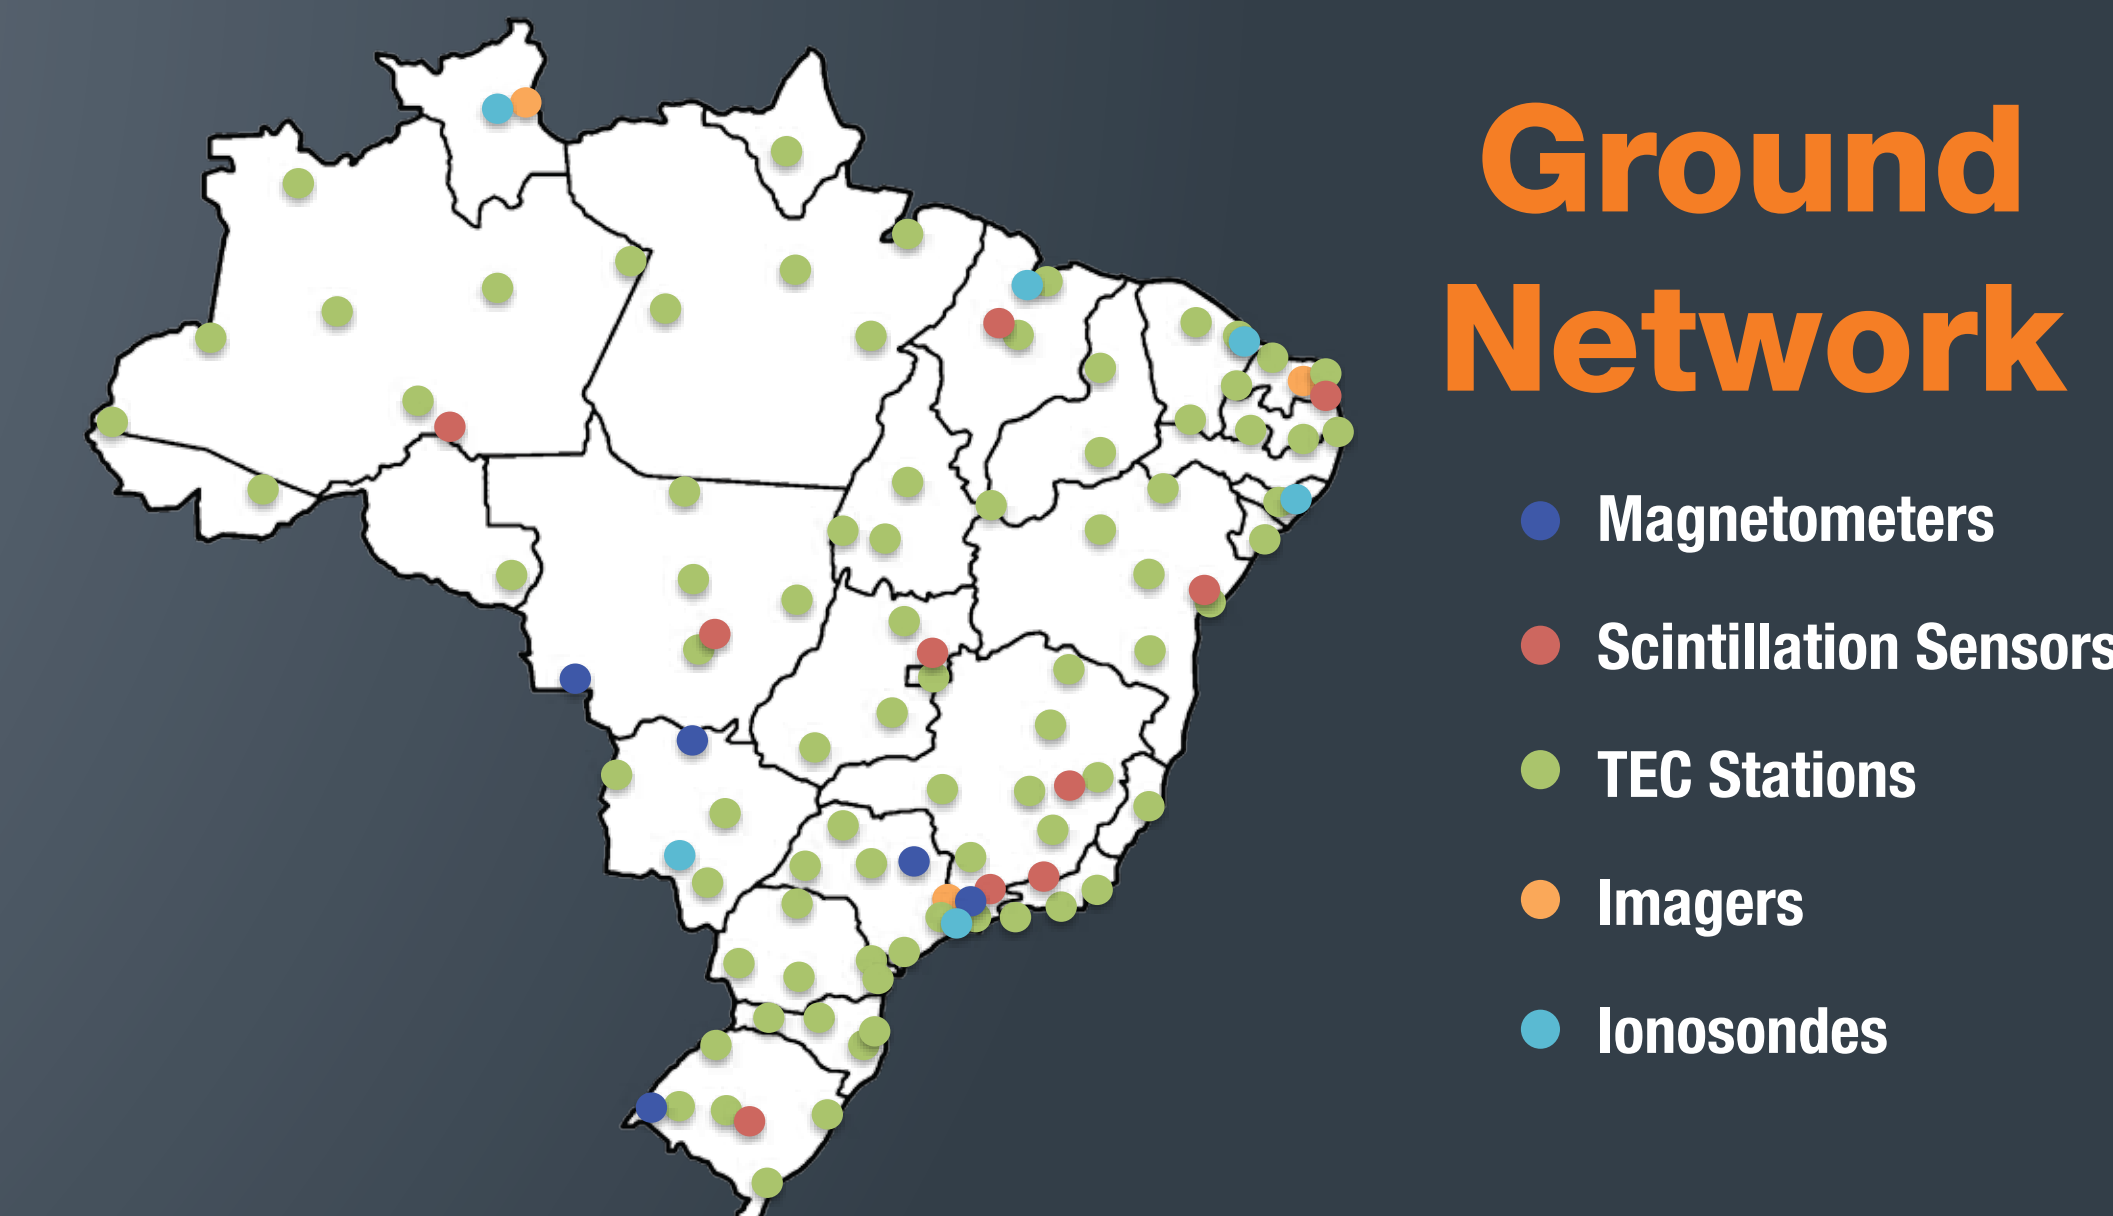 Ground
Network
Magnetometers
Scintillation Sensors
TEC Stations
Imagers
Ionosondes